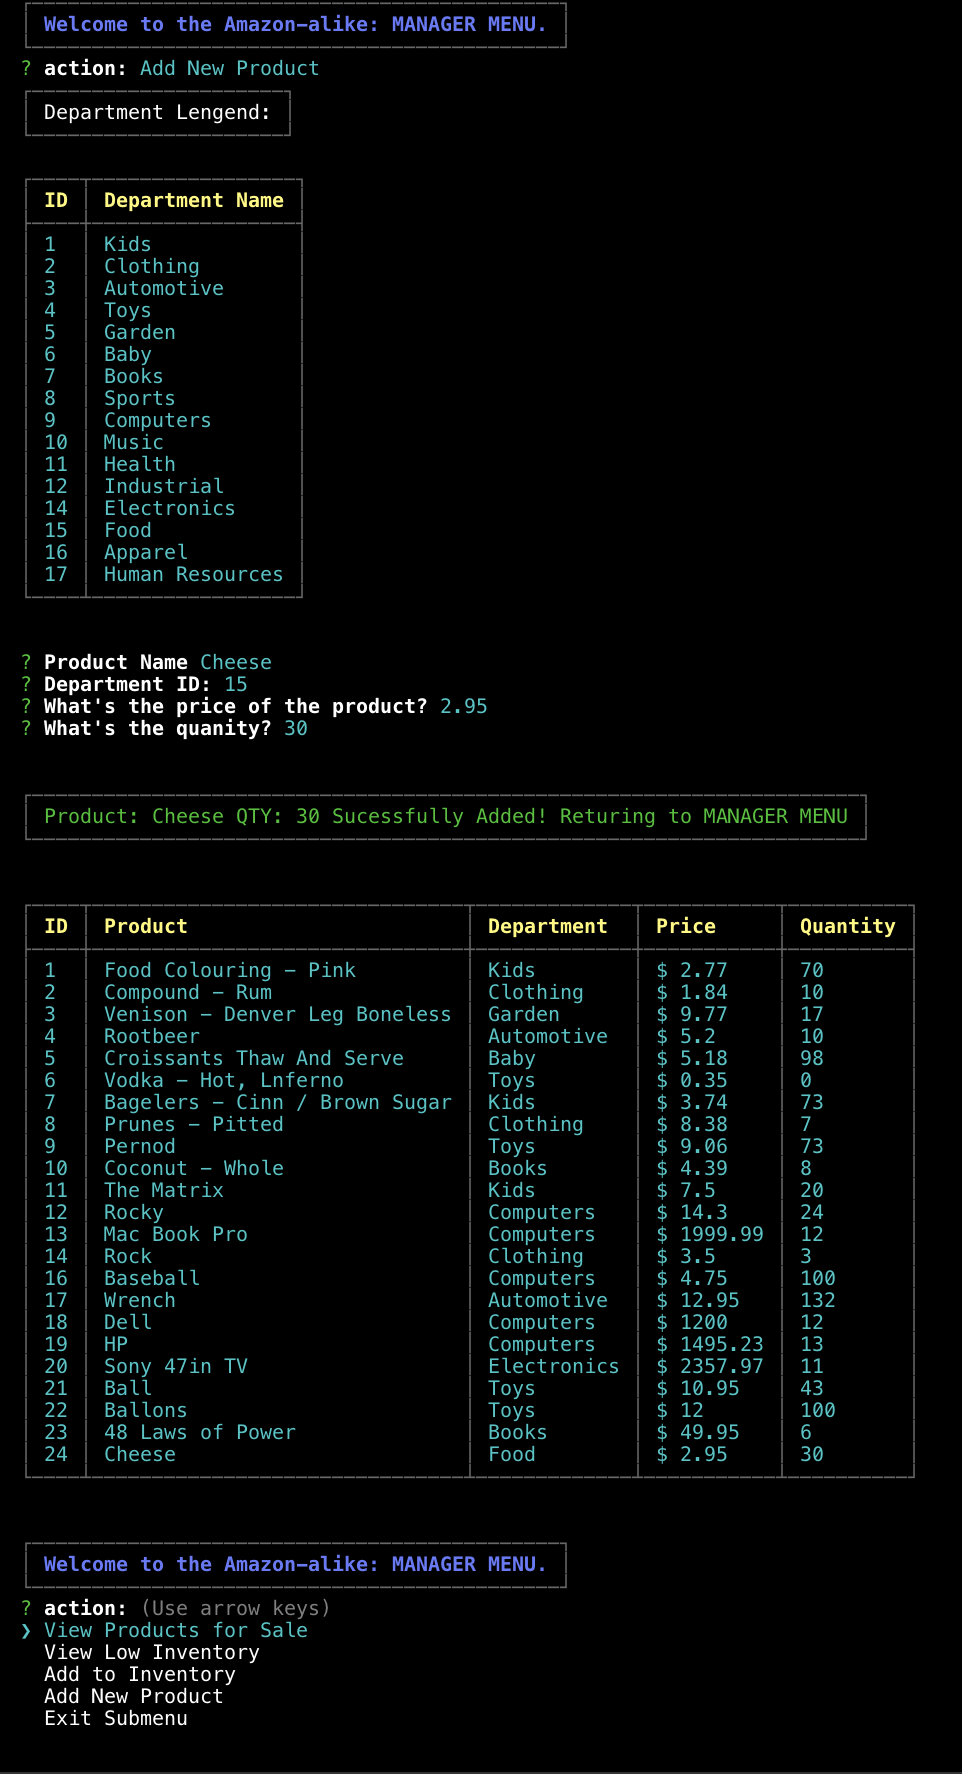 Welcome to the Amazon-alike: MANAGER MENU.
? action: Add New Product
Department Lengend:
ID Department Name
1 Kids
2 Clothing
3 Automotive
4 Toys
5 Garden
6 Baby
7 Books
8 Sports
9 Computers
10 Music
11 Health
12 Industrial
14 Electronics
15 Food
16 Apparel
17 Human Resources
? Product Name Cheese
? Department ID: 15
? What's the price of the product? 2.95
? What's the quanity? 30
Product: Cheese QTY: 30 Sucessfully Added! Returing to MANAGER MENU
ID Product Department Price Quantity
1 Food Colouring - Pink Kids $ 2.77 70
2 Compound - Rum Clothing $ 1.84 10
3 Venison - Denver Leg Boneless Garden $ 9.77 17
4 Rootbeer Automotive $ 5.2 10
5 Croissants Thaw And Serve Baby $ 5.18 98
6 Vodka - Hot, Lnferno Toys $ 0.35 0
7 Bagelers - Cinn / Brown Sugar Kids $ 3.74 73
8 Prunes - Pitted Clothing $ 8.38 7
9 Pernod Toys $ 9.06 73
10 Coconut - Whole Books $ 4.39 8
11 The Matrix Kids $ 7.5 20
12 Rocky Computers $ 14.3 24
13 Mac Book Pro Computers $ 1999.99 12
14 Rock Clothing $ 3.5 3
16 Baseball Computers $ 4.75 100
17 Wrench Automotive $ 12.95 132
18 Dell Computers $ 1200 12
19 HP Computers $ 1495.23 13
20 Sony 47in TV Electronics $ 2357.97 11
21 Ball Toys $ 10.95 43
22 Ballons Toys $ 12 100
23 48 Laws of Power Books $ 49.95 6
24 Cheese Food $ 2.95 30
Welcome to the Amazon-alike: MANAGER MENU.
? action: (Use arrow keys)
❯ View Products for Sale
View Low Inventory
Add to Inventory
Add New Product
Exit Submenu